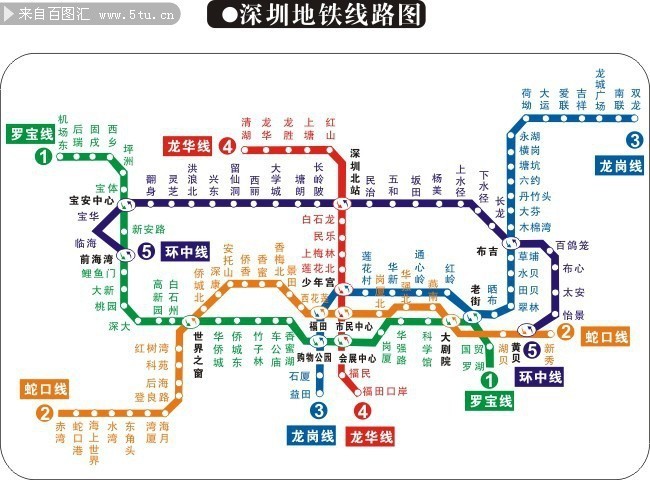 来自百图汇 www.5tu.cn
●深圳地铁线路图
罗宝线
1
机场东
后瑞
固戍
西乡
坪洲
宝体
宝安中心
宝华
临海
新安路
前海湾
5
环中线
鲤鱼门
大新
桃园
深大
龙华线
4
清湖
龙华
龙胜
上塘
红山
深圳北站
翻身
灵芝
洪浪北
兴东
留仙洞
西丽
大学城
塘朗
长岭陂
民治
五和
坂田
杨美
上水径
下水径
长龙
布吉
白石龙
民乐
上梅林
莲花北
少年宫
荷坳
大运
爱联
吉祥
龙城广场
南联
双龙
3
龙岗线
永湖
横岗
塘坑
六约
丹竹头
大芬
木棉湾
百鸽笼
布心
太安
怡景
草埔
水贝
田贝
翠林
晒布
老街
莲花村
华新
通心岭
红岭
高新园
白石洲
世界之窗
侨城北
深康
安托山
侨香
香蜜
香梅北
景田
百花苑
福田
市民中心
岗厦北
华强北
燕南
大剧院
湖贝
黄贝
新秀
2
蛇口线
5
环中线
华侨城
侨城东
竹子林
车公庙
香蜜湖
购物公园
会展中心
岗厦
华强路
科学馆
国贸
罗湖
1
罗宝线
石厦
益田
3
龙岗线
福民
福田口岸
4
龙华线
红树湾
科苑
后海
登良路
蛇口线
2
赤湾
蛇口港
海上世界
水湾
东角头
湾厦
海月